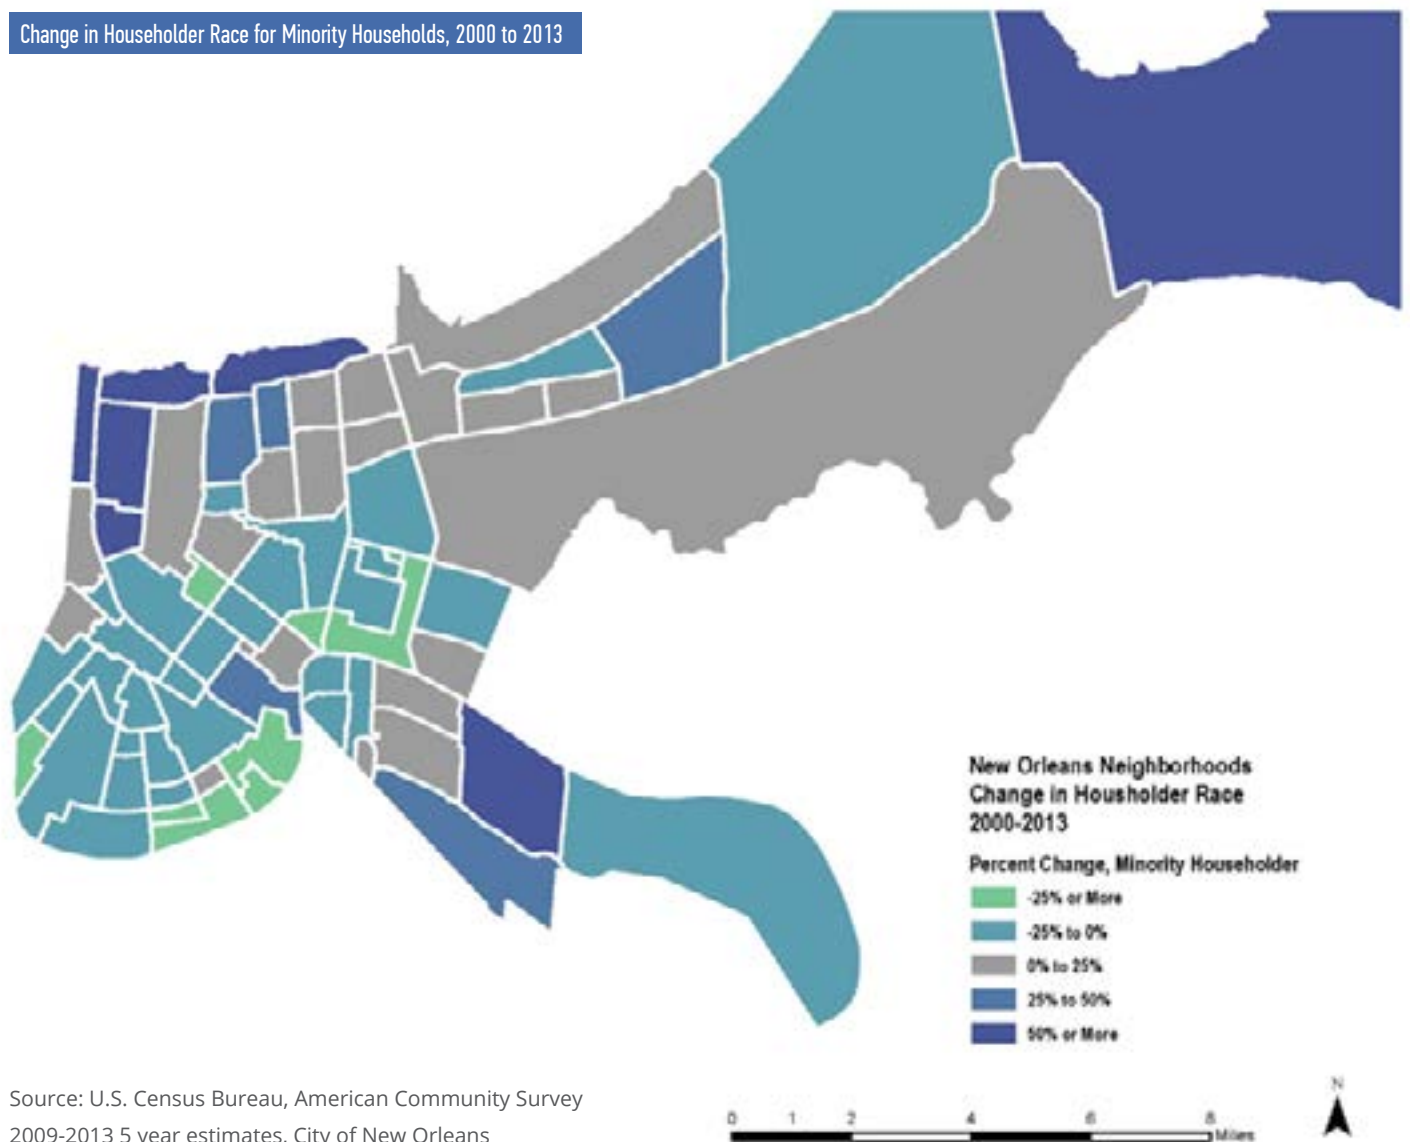 Change in Householder Race for Minority Households, 2000 to 2013
New Orleans Neighborhoods
Change in Housholder Race
2000-2013
Percent Change, Minority Householder
-25% or More
-25% to 0%
0% to 25%
25% to 50%
50% or More
Source: U.S. Census Bureau, American Community Survey
2009-2013 5 year estimates, City of New Orleans
N
0 1 2 4 6 8
Miles